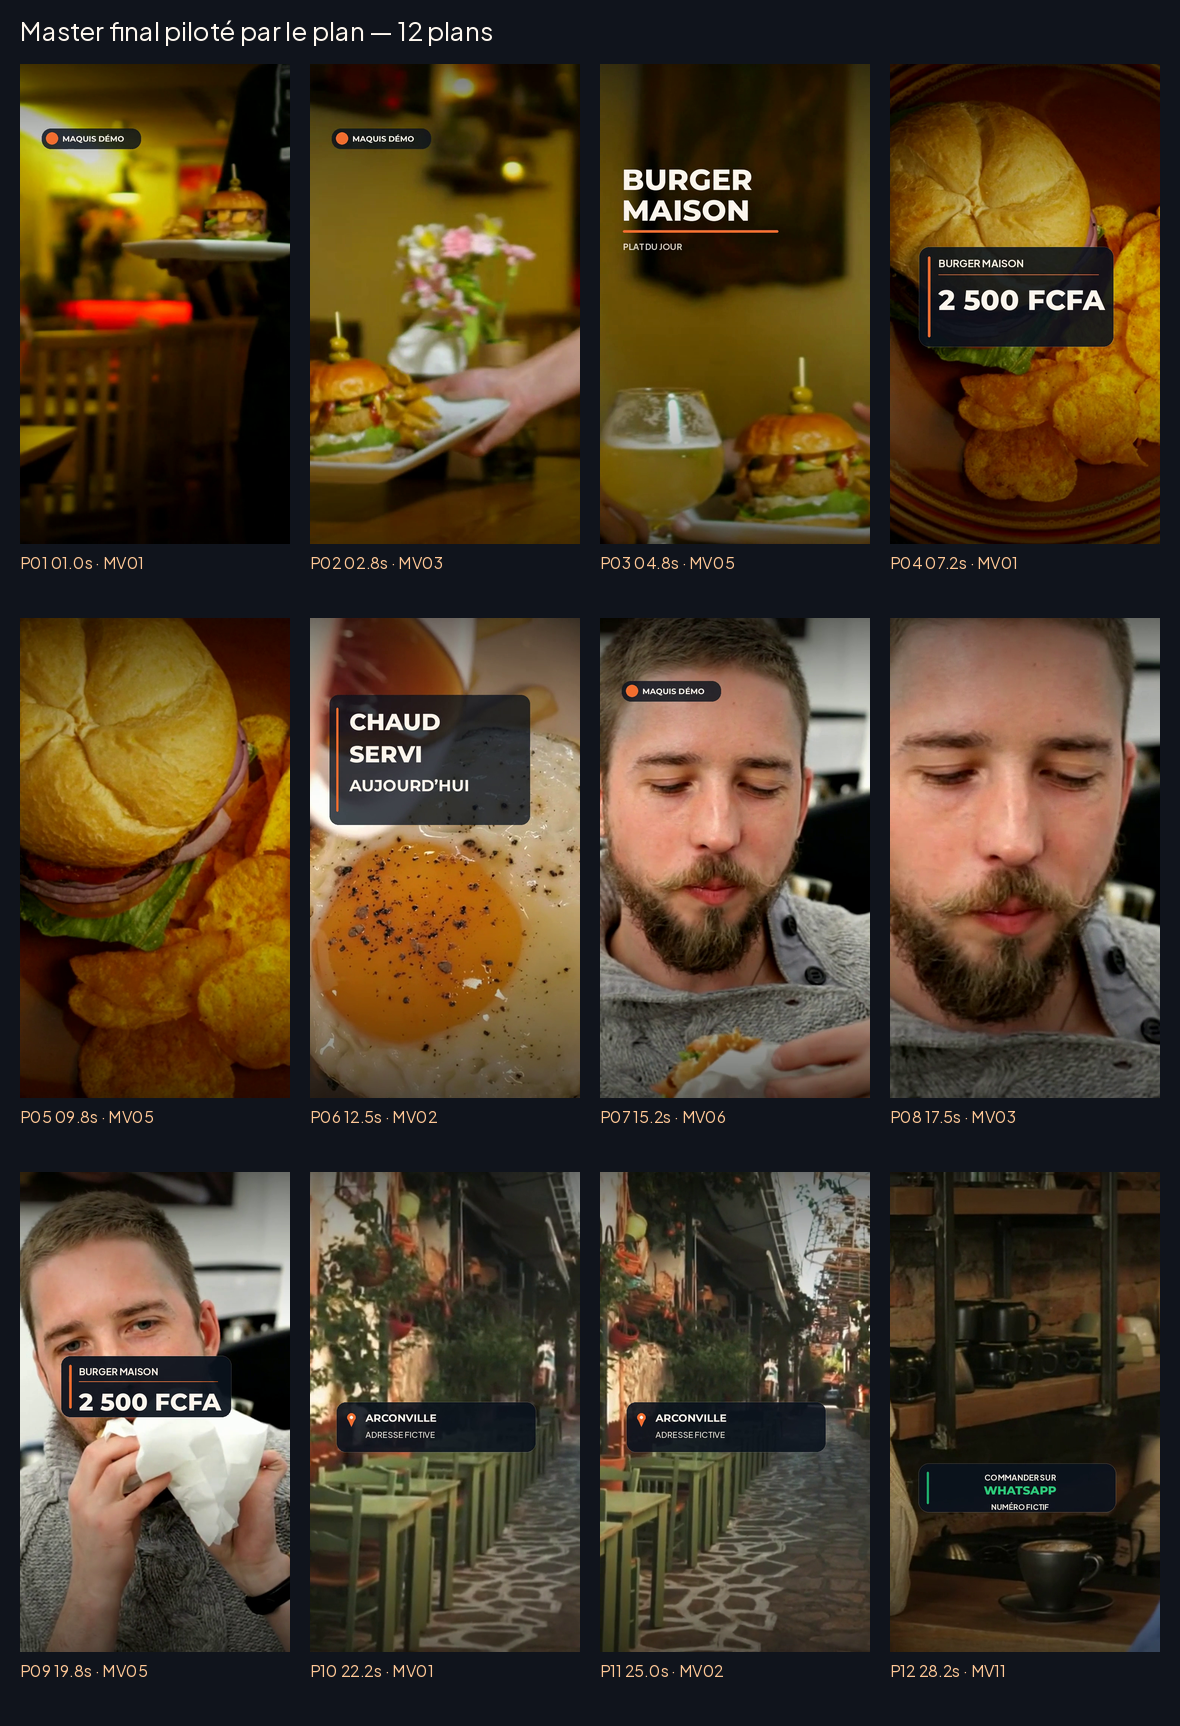 Master final piloté par le plan — 12 plans
MAQUIS DÉMO
MAQUIS DÉMO
BURGER
MAISON
PLAT DU JOUR
BURGER MAISON
2 500 FCFA
P01 01.0s · MV01
P02 02.8s · MV03
P03 04.8s · MV05
P04 07.2s · MV01
CHAUD
SERVI
AUJOURD’HUI
MAQUIS DÉMO
P05 09.8s · MV05
P06 12.5s · MV02
P07 15.2s · MV06
P08 17.5s · MV03
BURGER MAISON
2 500 FCFA
ARCONVILLE
ADRESSE FICTIVE
ARCONVILLE
ADRESSE FICTIVE
COMMANDER SUR
WHATSAPP
NUMÉRO FICTIF
P09 19.8s · MV05
P10 22.2s · MV01
P11 25.0s · MV02
P12 28.2s · MV11